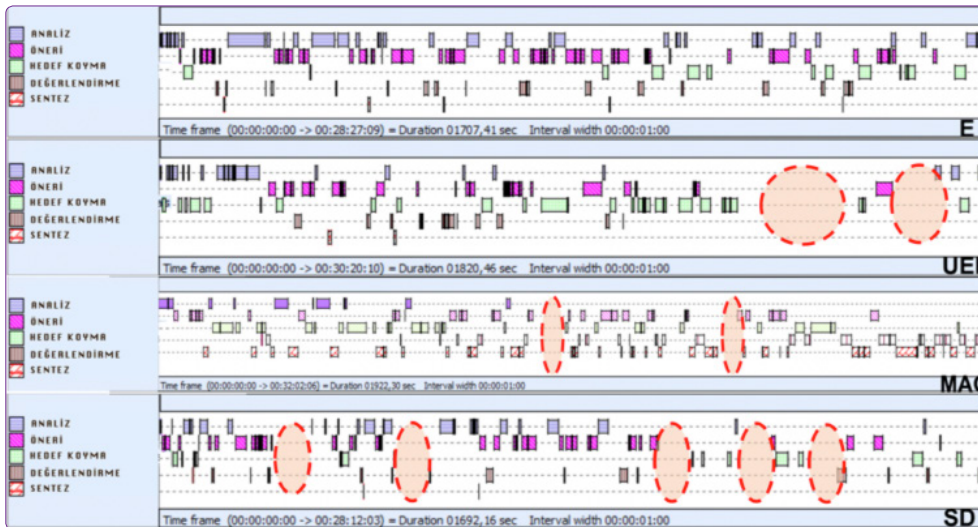 ANALİZ
ÖNERİ
HEDEF KOYMA
DEĞERLENDİRME
SENTEZ
Time frame (00:00:00:00 -> 00:28:27:09) = Duration 01707,41 sec Interval width 00:00:01:00
E
ANALİZ
ÖNERİ
HEDEF KOYMA
DEĞERLENDİRME
SENTEZ
Time frame (00:00:00:00 -> 00:30:20:10) = Duration 01820,46 sec Interval width 00:00:01:00
UE
ANALİZ
ÖNERİ
HEDEF KOYMA
DEĞERLENDİRME
SENTEZ
Time frame (00:00:00:00 -> 00:32:02:06) = Duration 01922,30 sec Interval width 00:00:01:00
MA
ANALİZ
ÖNERİ
HEDEF KOYMA
DEĞERLENDİRME
SENTEZ
Time frame (00:00:00:00 -> 00:28:12:03) = Duration 01692,16 sec Interval width 00:00:01:00
SD